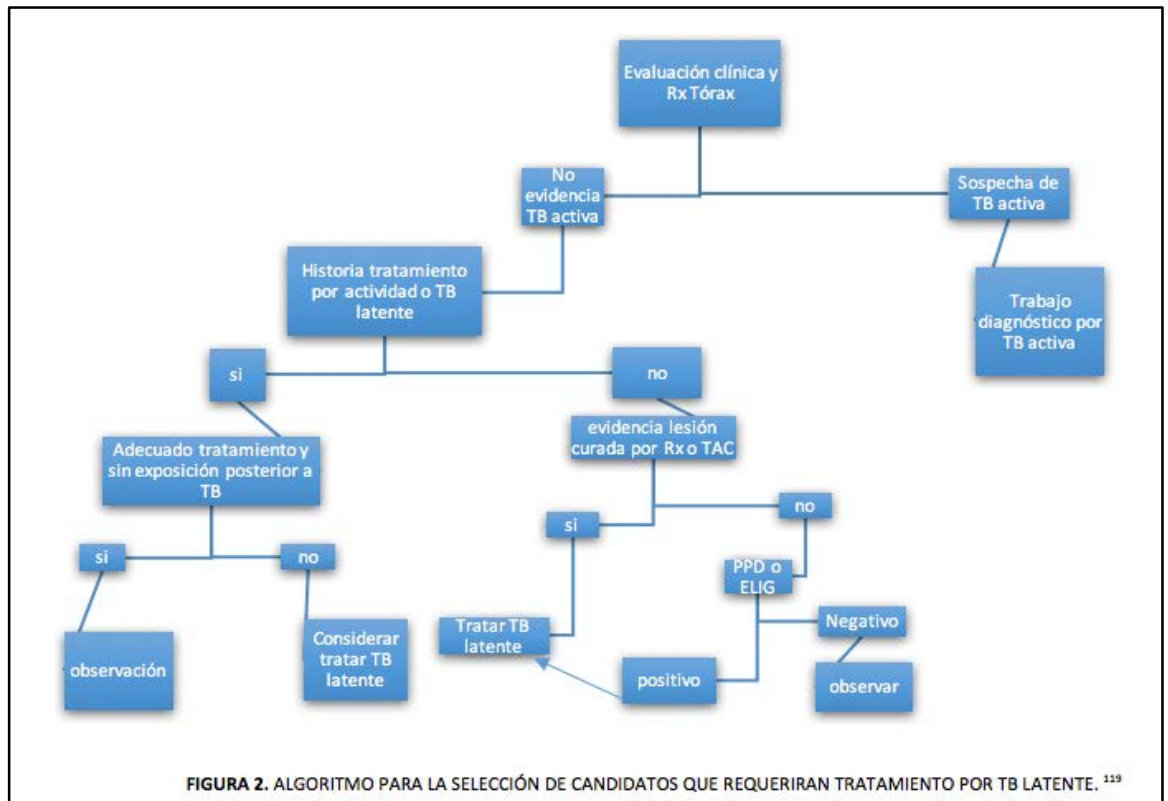 Evaluación clínica y
Rx Tórax
No
evidencia
TB activa
Sospecha de
TB activa
Historia tratamiento
por actividad o TB
latente
Trabajo
diagnóstico por
TB activa
si
no
Adecuado tratamiento y
sin exposición posterior a
TB
evidencia lesión
curada por Rx o TAC
si
no
si
no
PPD o
ELIG
observación
Considerar
tratar TB
latente
Tratar TB
latente
Negativo
positivo
observar
FIGURA 2. ALGORITMO PARA LA SELECCIÓN DE CANDIDATOS QUE REQUERIRAN TRATAMIENTO POR TB LATENTE. 119